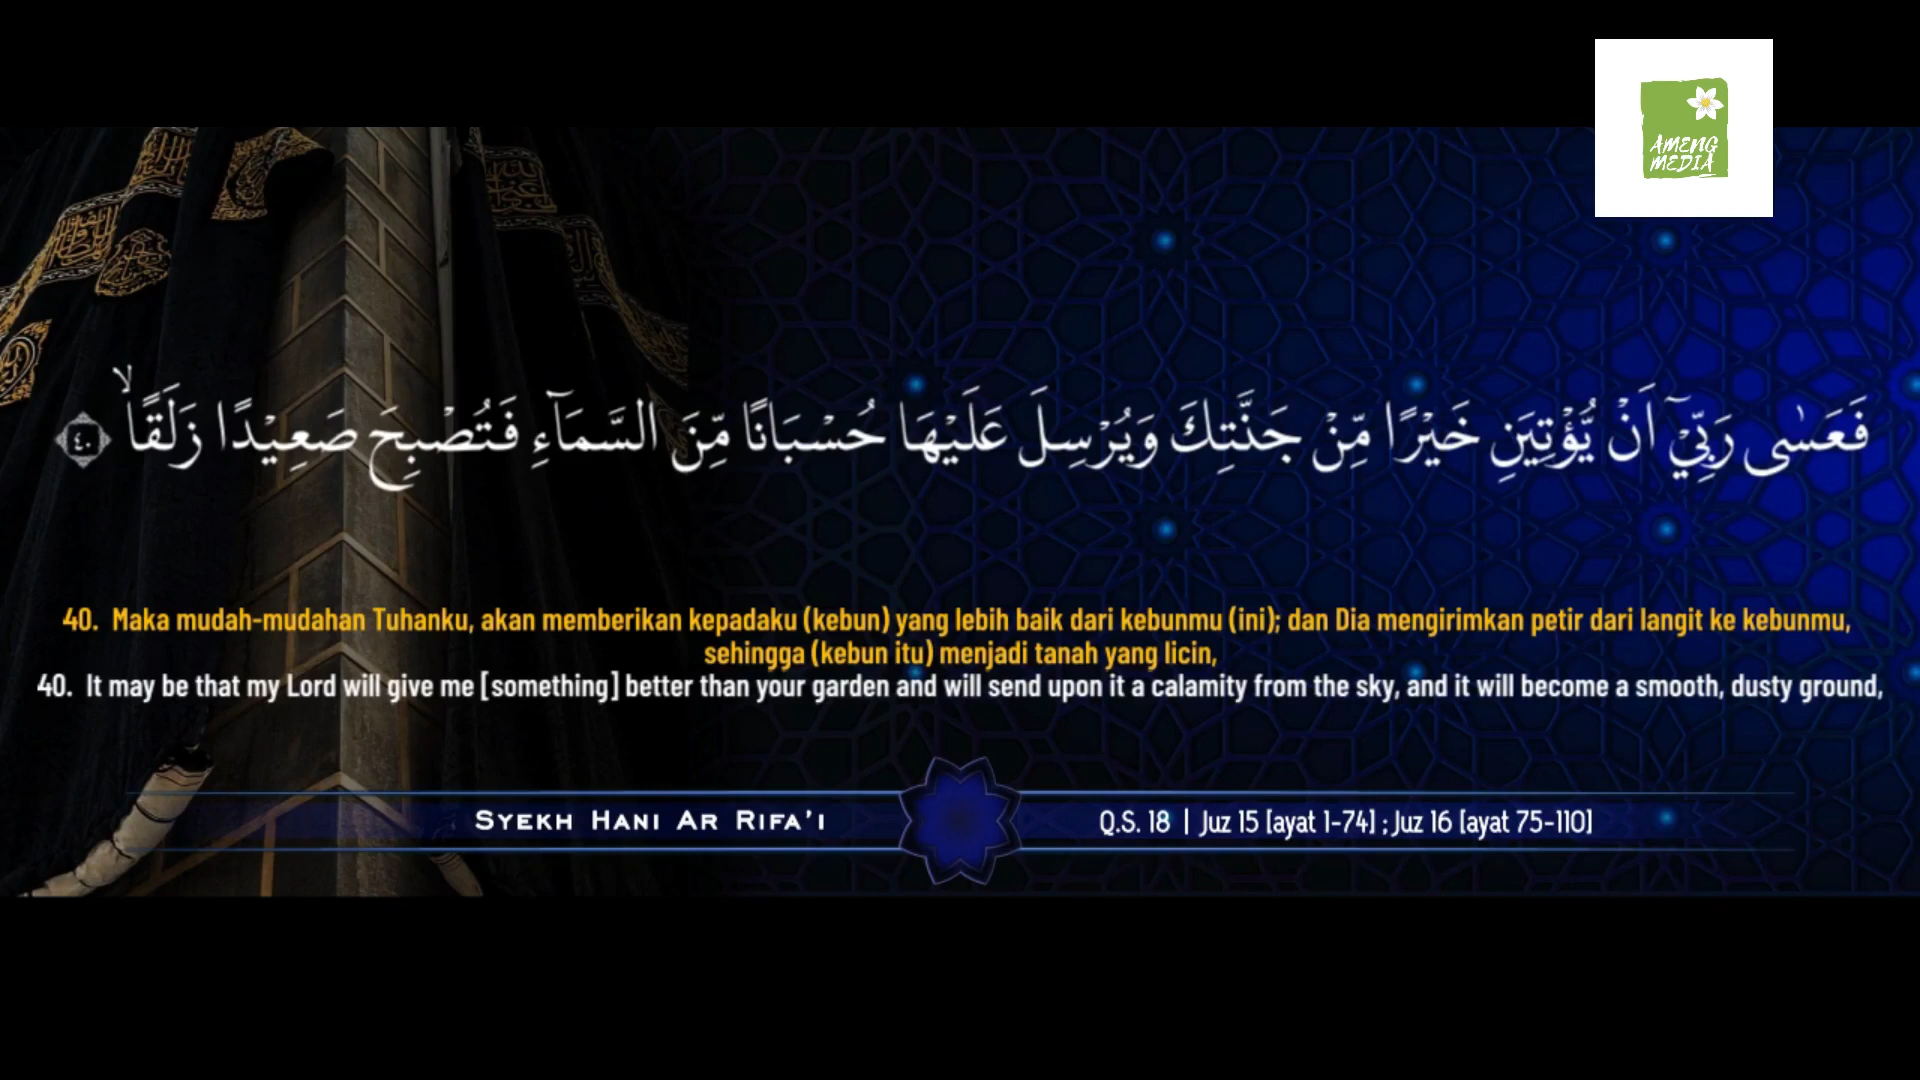 AMENG
MEDIA
فَعَسٰى رَبِّيْٓ اَنْ يُّؤْتِيَنِ خَيْرًا مِّنْ جَنَّتِكَ وَيُرْسِلَ عَلَيْهَا حُسْبَانًا مِّنَ السَّمَاۤءِ فَتُصْبِحَ صَعِيْدًا زَلَقًاۙ ٤٠
40. Maka mudah-mudahan Tuhanku, akan memberikan kepadaku (kebun) yang lebih baik dari kebunmu (ini); dan Dia mengirimkan petir dari langit ke kebunmu,
sehingga (kebun itu) menjadi tanah yang licin,
40. It may be that my Lord will give me [something] better than your garden and will send upon it a calamity from the sky, and it will become a smooth, dusty ground,
Syekh Hani Ar Rifa'i
Q.S. 18 | Juz 15 [ayat 1-74] ; Juz 16 [ayat 75-110]